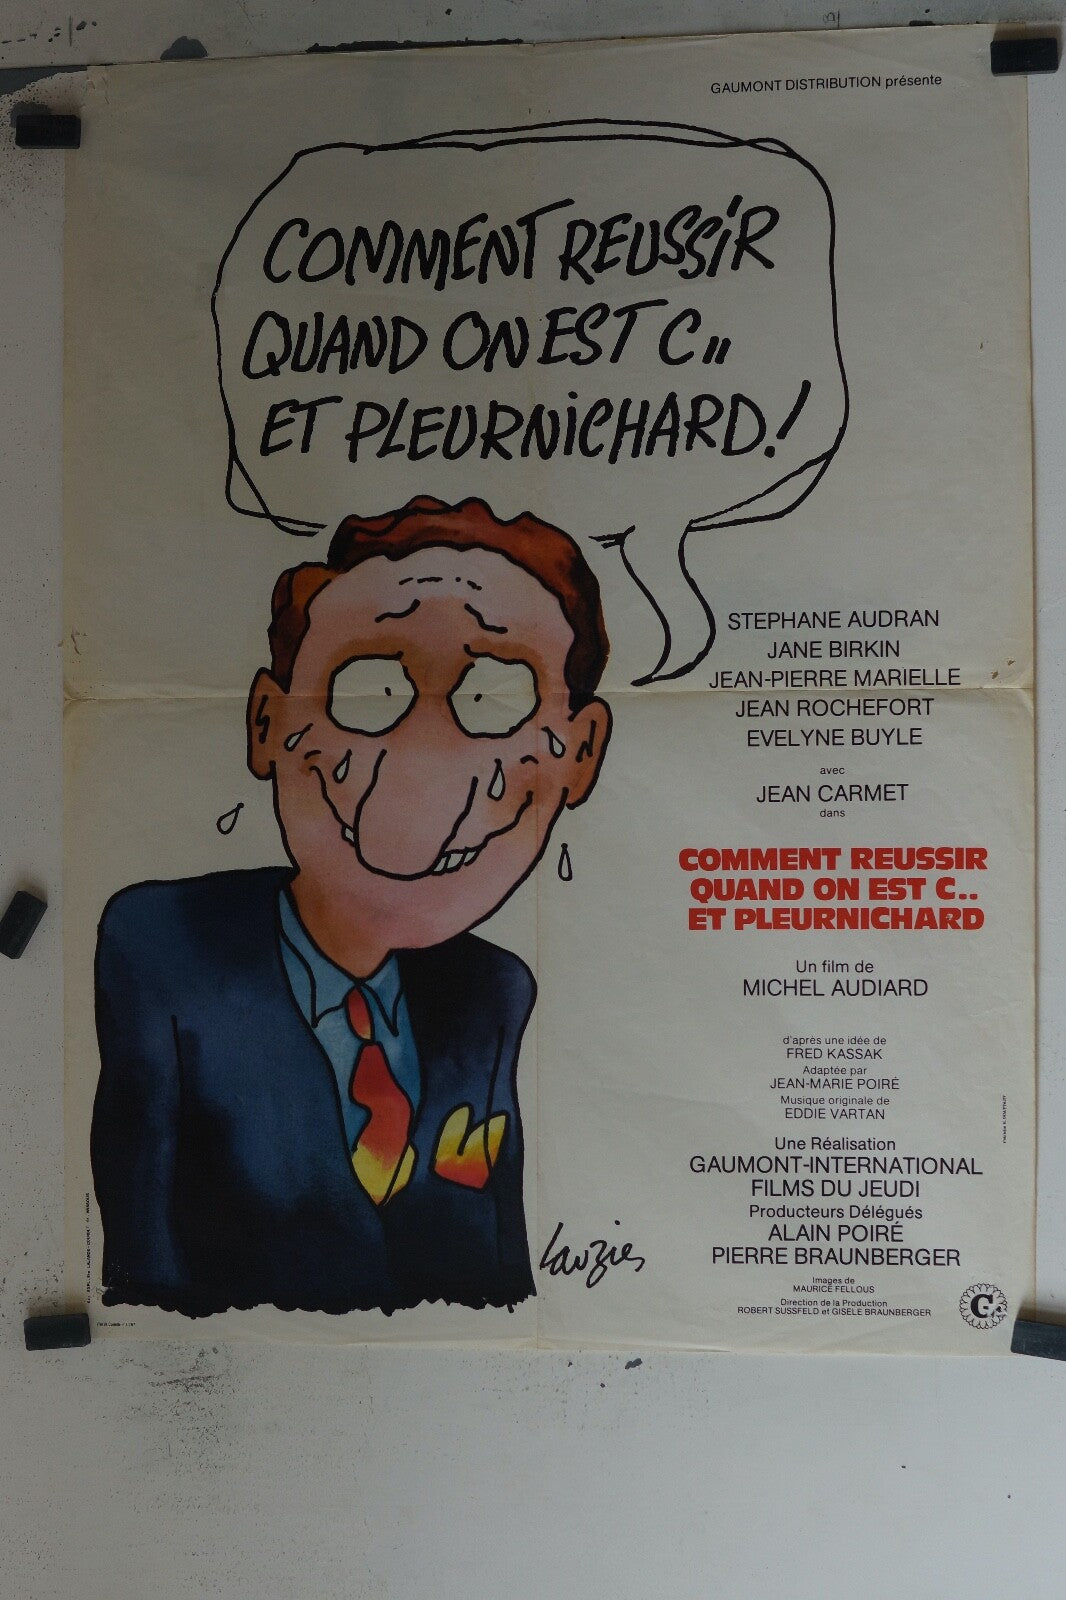 GAUMONT DISTRIBUTION présente
COMMENT REUSSIR
QUAND ON EST C..
ET PLEURNICHARD!
STEPHANE AUDRAN
JANE BIRKIN
JEAN-PIERRE MARIELLE
JEAN ROCHEFORT
EVELYNE BUYLE
avec
JEAN CARMET
dans
COMMENT REUSSIR
QUAND ON EST C..
ET PLEURNICHARD
Un film de
MICHEL AUDIARD
d'après une idée de
FRED KASSAK
Adaptée par
JEAN-MARIE POIRÉ
Musique originale de
EDDIE VARTAN
Une Réalisation
GAUMONT-INTERNATIONAL
FILMS DU JEUDI
Producteurs Délégués
ALAIN POIRÉ
PIERRE BRAUNBERGER
Images de
MAURICE FELLOUS
Direction de la Production
ROBERT SUSSFELD et GISELE BRAUNBERGER
Lauzier
G